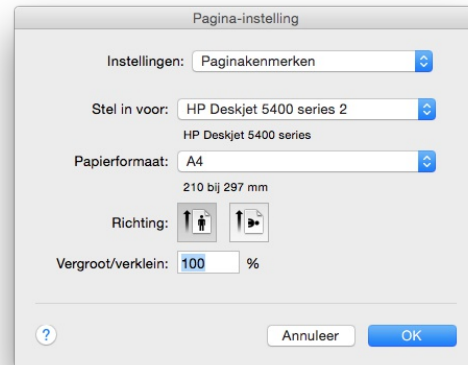 Pagina-instelling
Instellingen: Paginakenmerken
Stel in voor: HP Deskjet 5400 series 2
HP Deskjet 5400 series
Papierformaat: A4
210 bij 297 mm
Richting:
Vergroot/verklein: 100 %
? Annuleer OK